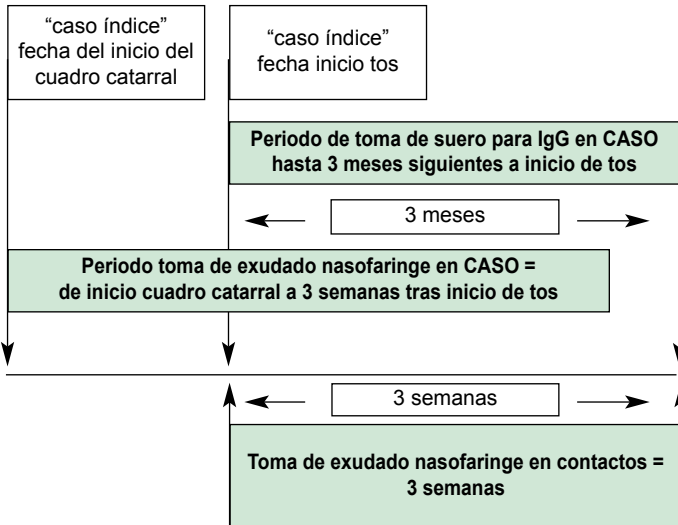 “caso índice”
fecha del inicio del
cuadro catarral
“caso índice”
fecha inicio tos
Periodo de toma de suero para IgG en CASO
hasta 3 meses siguientes a inicio de tos
3 meses
Periodo toma de exudado nasofaringe en CASO =
de inicio cuadro catarral a 3 semanas tras inicio de tos
3 semanas
Toma de exudado nasofaringe en contactos =
3 semanas